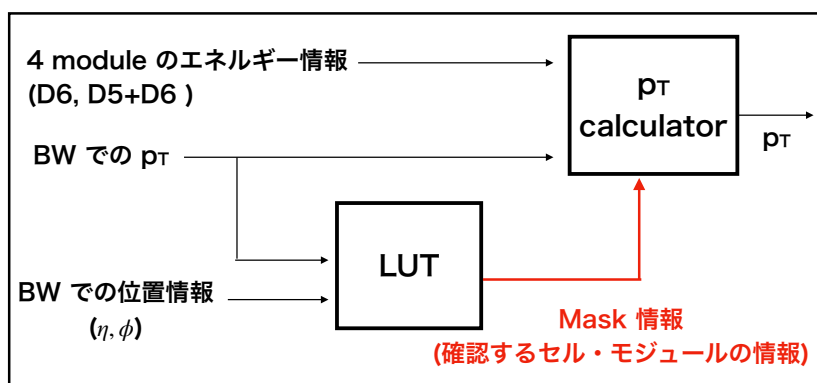 4 module のエネルギー情報
(D6, D5+D6 )
BW での pT
BW での位置情報
(η, ϕ)
LUT
pT
calculator
pT
Mask 情報
(確認するセル・モジュールの情報)